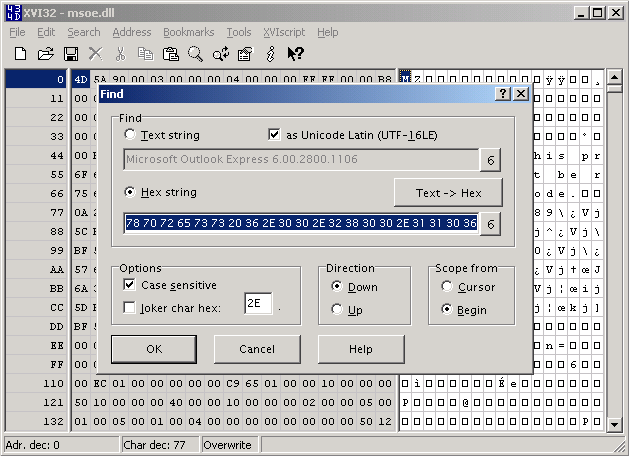 XVI32 - msoe.dll
File Edit Search Address Bookmarks Tools XVIscript Help
0 4D 5A 90 00 03 00 00 00 04 00 00 00 FF FF 00 00 B8
Find
11 00
22 00
33 00
44 00
55 6F
66 75
77 0A
88 5C
99 BF
AA 57
BB 6A
CC 5D
DD BF
EE 00
FF 00
Find
Text string as Unicode Latin (UTF-16LE)
Microsoft Outlook Express 6.00.2800.1106 6
Hex string Text -> Hex
78 70 72 65 73 73 20 36 2E 30 30 2E 32 38 30 30 2E 31 31 30 36 6
Options Direction Scope from
Case sensitive Down Cursor
Joker char hex: 2E . Up Begin
OK Cancel Help
110 00 EC 01 00 00 00 00 00 C9 65 01 00 00 10 00 00 00
121 50 10 00 00 00 40 00 00 10 00 00 00 02 00 00 05 00
132 01 00 05 00 01 00 04 00 00 00 00 00 00 00 00 50 12
Adr. dec: 0 Char dec: 77 Overwrite